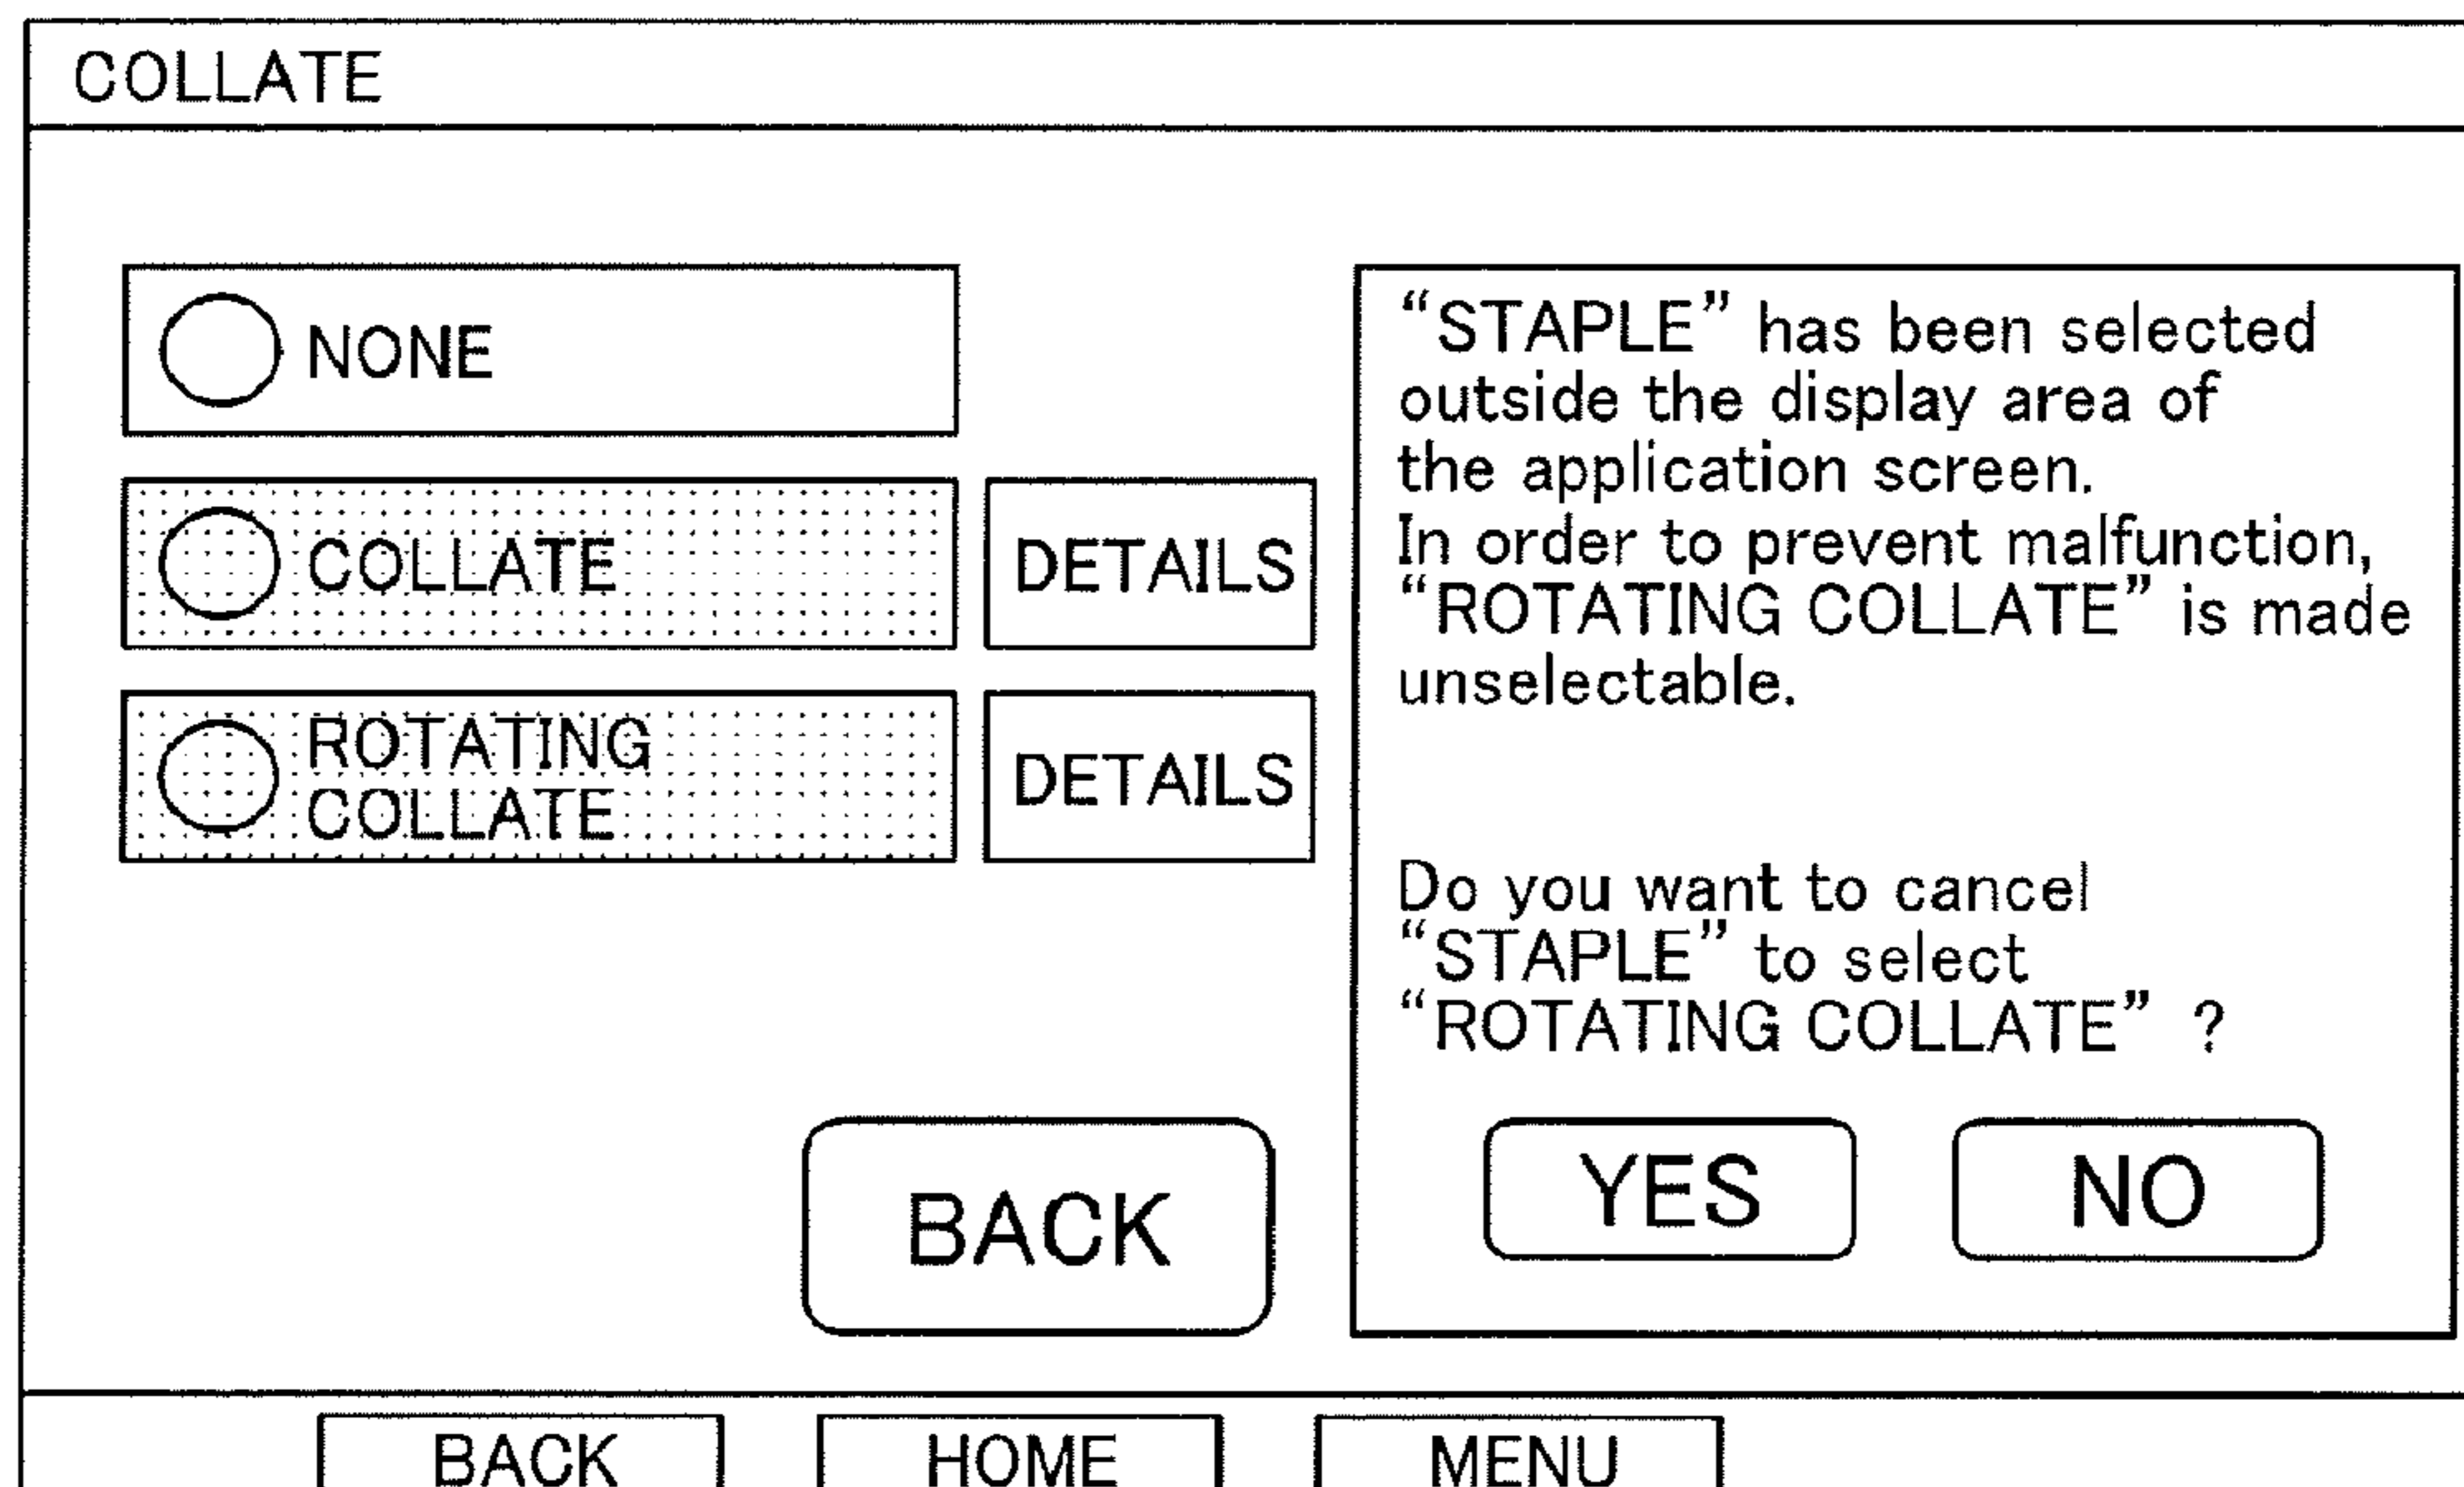 COLLATE
NONE
COLLATE
DETAILS
ROTATING
COLLATE
DETAILS
BACK
“STAPLE” has been selected
outside the display area of
the application screen.
In order to prevent malfunction,
“ROTATING COLLATE” is made
unselectable.
Do you want to cancel
“STAPLE” to select
“ROTATING COLLATE” ?
YES
NO
BACK
HOME
MENU